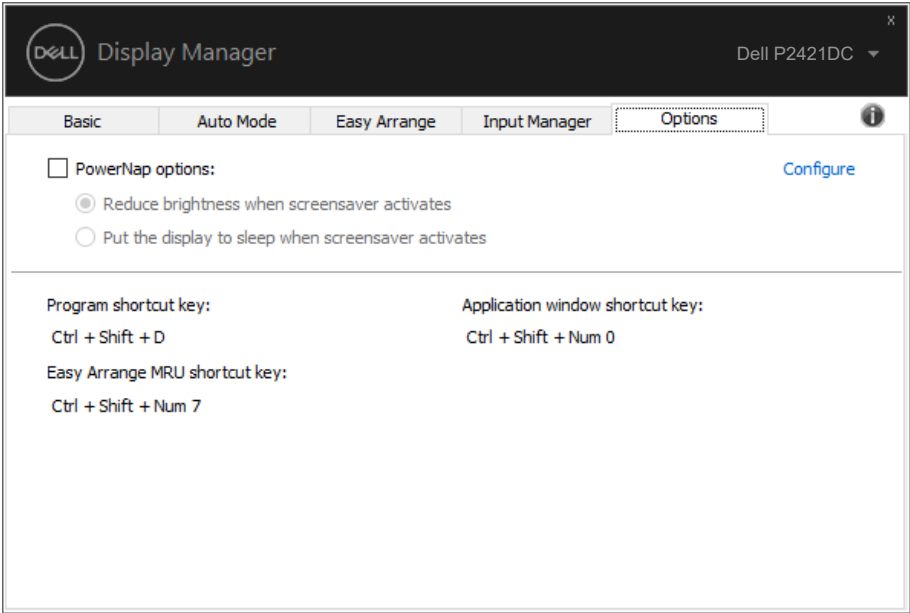 x
DELL Display Manager
Dell P2421DC
Basic Auto Mode Easy Arrange Input Manager Options
PowerNap options: Configure
Reduce brightness when screensaver activates
Put the display to sleep when screensaver activates
Program shortcut key: Application window shortcut key:
Ctrl + Shift + D Ctrl + Shift + Num 0
Easy Arrange MRU shortcut key:
Ctrl + Shift + Num 7